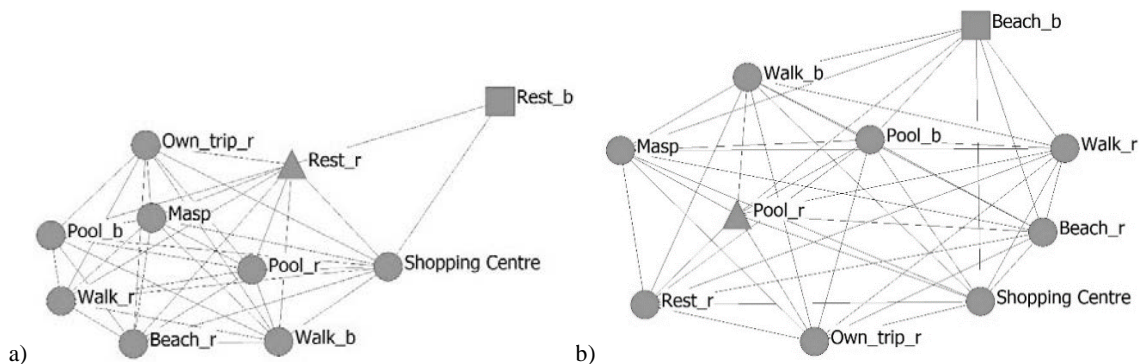 Rest_b
Own_trip_r
Rest_r
Masp
Pool_b
Pool_r
Shopping Centre
Walk_r
Beach_r
Walk_b
a)
Beach_b
Walk_b
Pool_b
Masp
Walk_r
Pool_r
Beach_r
Rest_r
Shopping Centre
Own_trip_r
b)